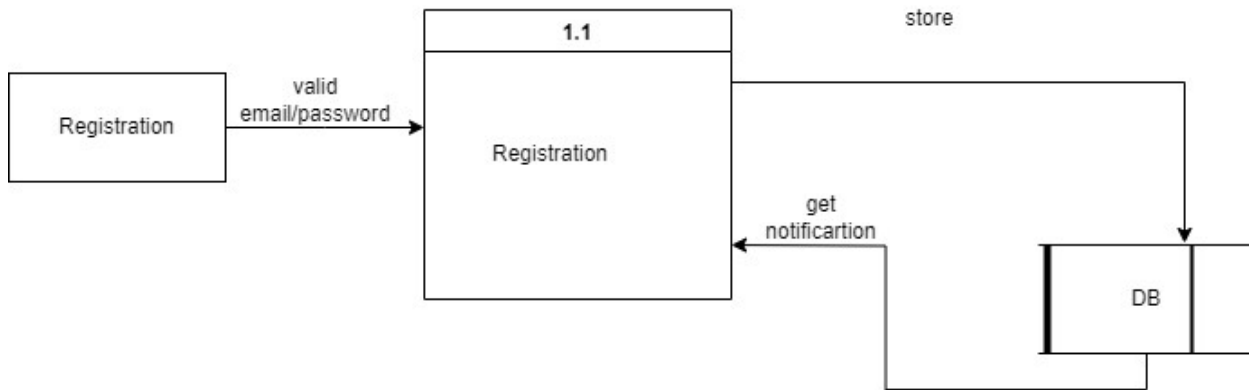 store
1.1
valid
email/password
Registration
Registration
get
notificartion
DB